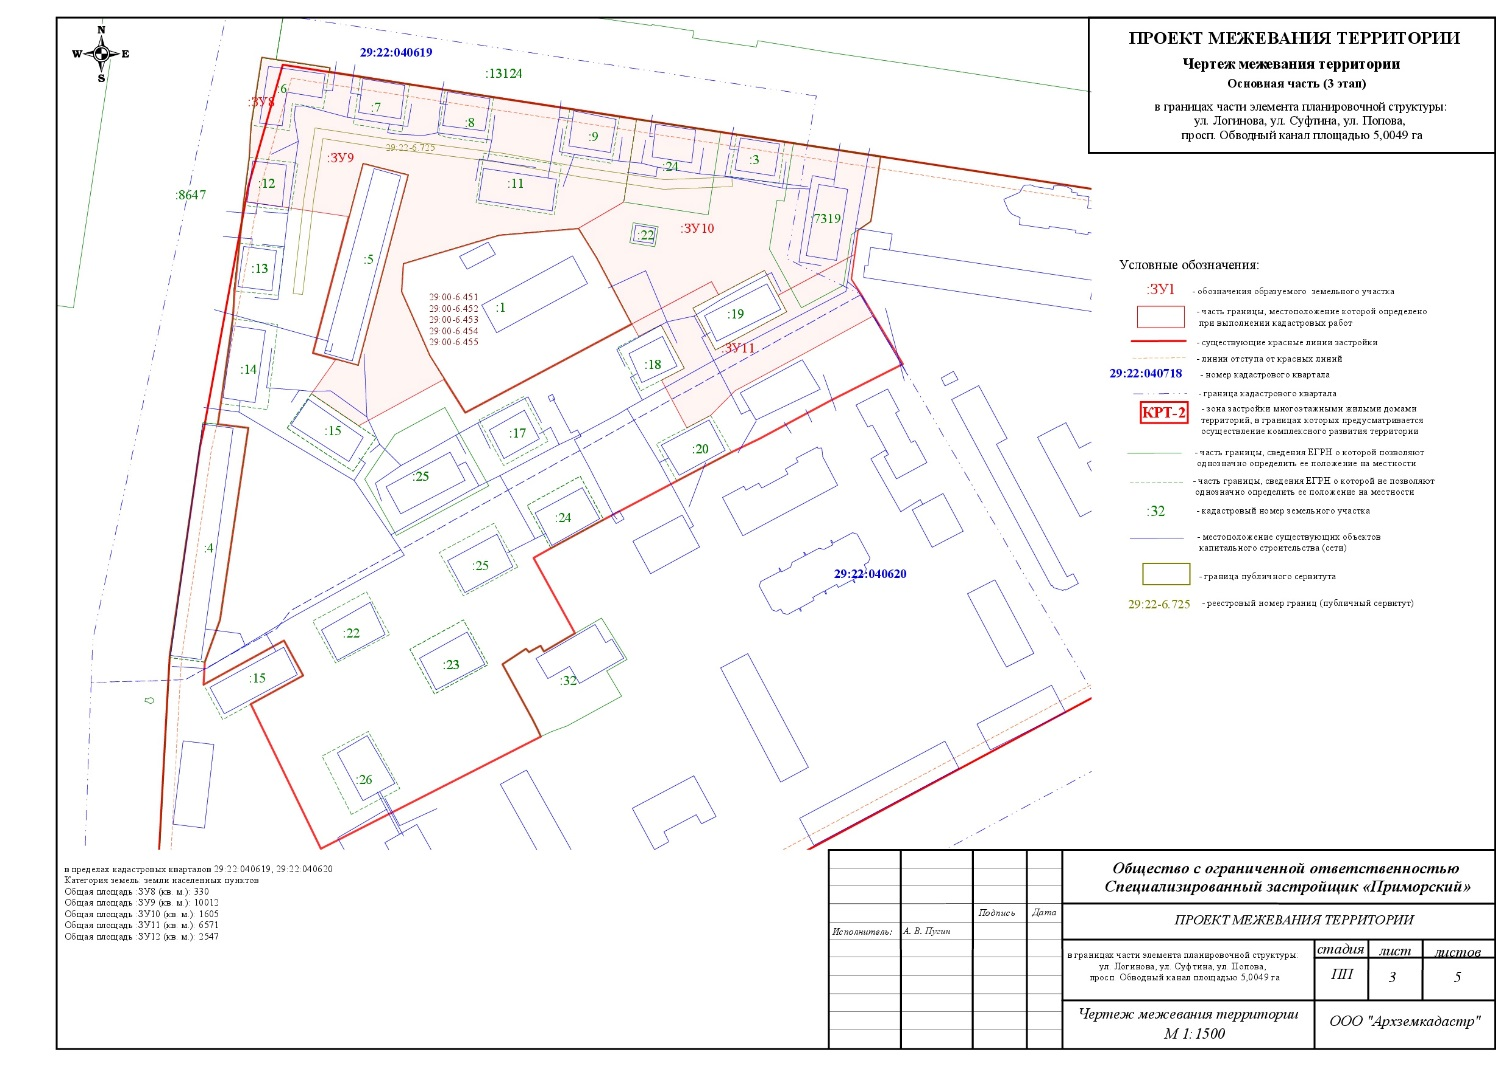 ПРОЕКТ МЕЖЕВАНИЯ ТЕРРИТОРИИ
Чертеж межевания территории
Основная часть (3 этап)
в границах части элемента планировочной структуры:
ул. Логинова, ул. Суфтина, ул. Попова,
просп. Обводный канал площадью 5,0049 га
N
W E
S
29:22:040619
:13124
:6
:ЗУ8
:7
:8
:9
:24
:3
29:22-6.725
:ЗУ9
:12
:11
:8647
:7319
:ЗУ10
:22
:5
:13
29:00-6.451
29:00-6.452
29:00-6.453
29:00-6.454
29:00-6.455
:1
:19
:ЗУ11
:18
:14
:15
:17
:20
:25
:24
:4
:25
29:22:040620
:22
:23
:15
:32
:26
Условные обозначения:
:ЗУ1 - обозначения образуемого земельного участка
- часть границы, местоположение которой определено
при выполнении кадастровых работ
- существующие красные линии застройки
- линии отступа от красных линий
29:22:040718 - номер кадастрового квартала
- граница кадастрового квартала
КРТ-2 - зона застройки многоэтажными жилыми домами
территорий, в границах которых предусматривается
осуществление комплексного развития территории
- часть границы, сведения ЕГРН о которой позволяют
однозначно определить ее положение на местности
- часть границы, сведения ЕГРН о которой не позволяют
однозначно определить ее положение на местности
:32 - кадастровый номер земельного участка
- местоположение существующих объектов
капитального строительства (сети)
- граница публичного сервитута
29:22-6.725 - реестровый номер границ (публичный сервитут)
в пределах кадастровых кварталов 29:22:040619, 29:22:040620
Категория земель: земли населенных пунктов
Общая площадь :ЗУ8 (кв. м.): 330
Общая площадь :ЗУ9 (кв. м.): 10012
Общая площадь :ЗУ10 (кв. м.): 1605
Общая площадь :ЗУ11 (кв. м.): 6571
Общая площадь :ЗУ12 (кв. м.): 2547
Подпись Дата
Исполнитель: А. В. Пугин
Общество с ограниченной ответственностью
Специализированный застройщик «Приморский»
ПРОЕКТ МЕЖЕВАНИЯ ТЕРРИТОРИИ
в границах части элемента планировочной структуры:
ул. Логинова, ул. Суфтина, ул. Попова,
просп. Обводный канал площадью 5,0049 га
стадия лист листов
ПП 3 5
Чертеж межевания территории
М 1:1500
ООО "Архземкадастр"